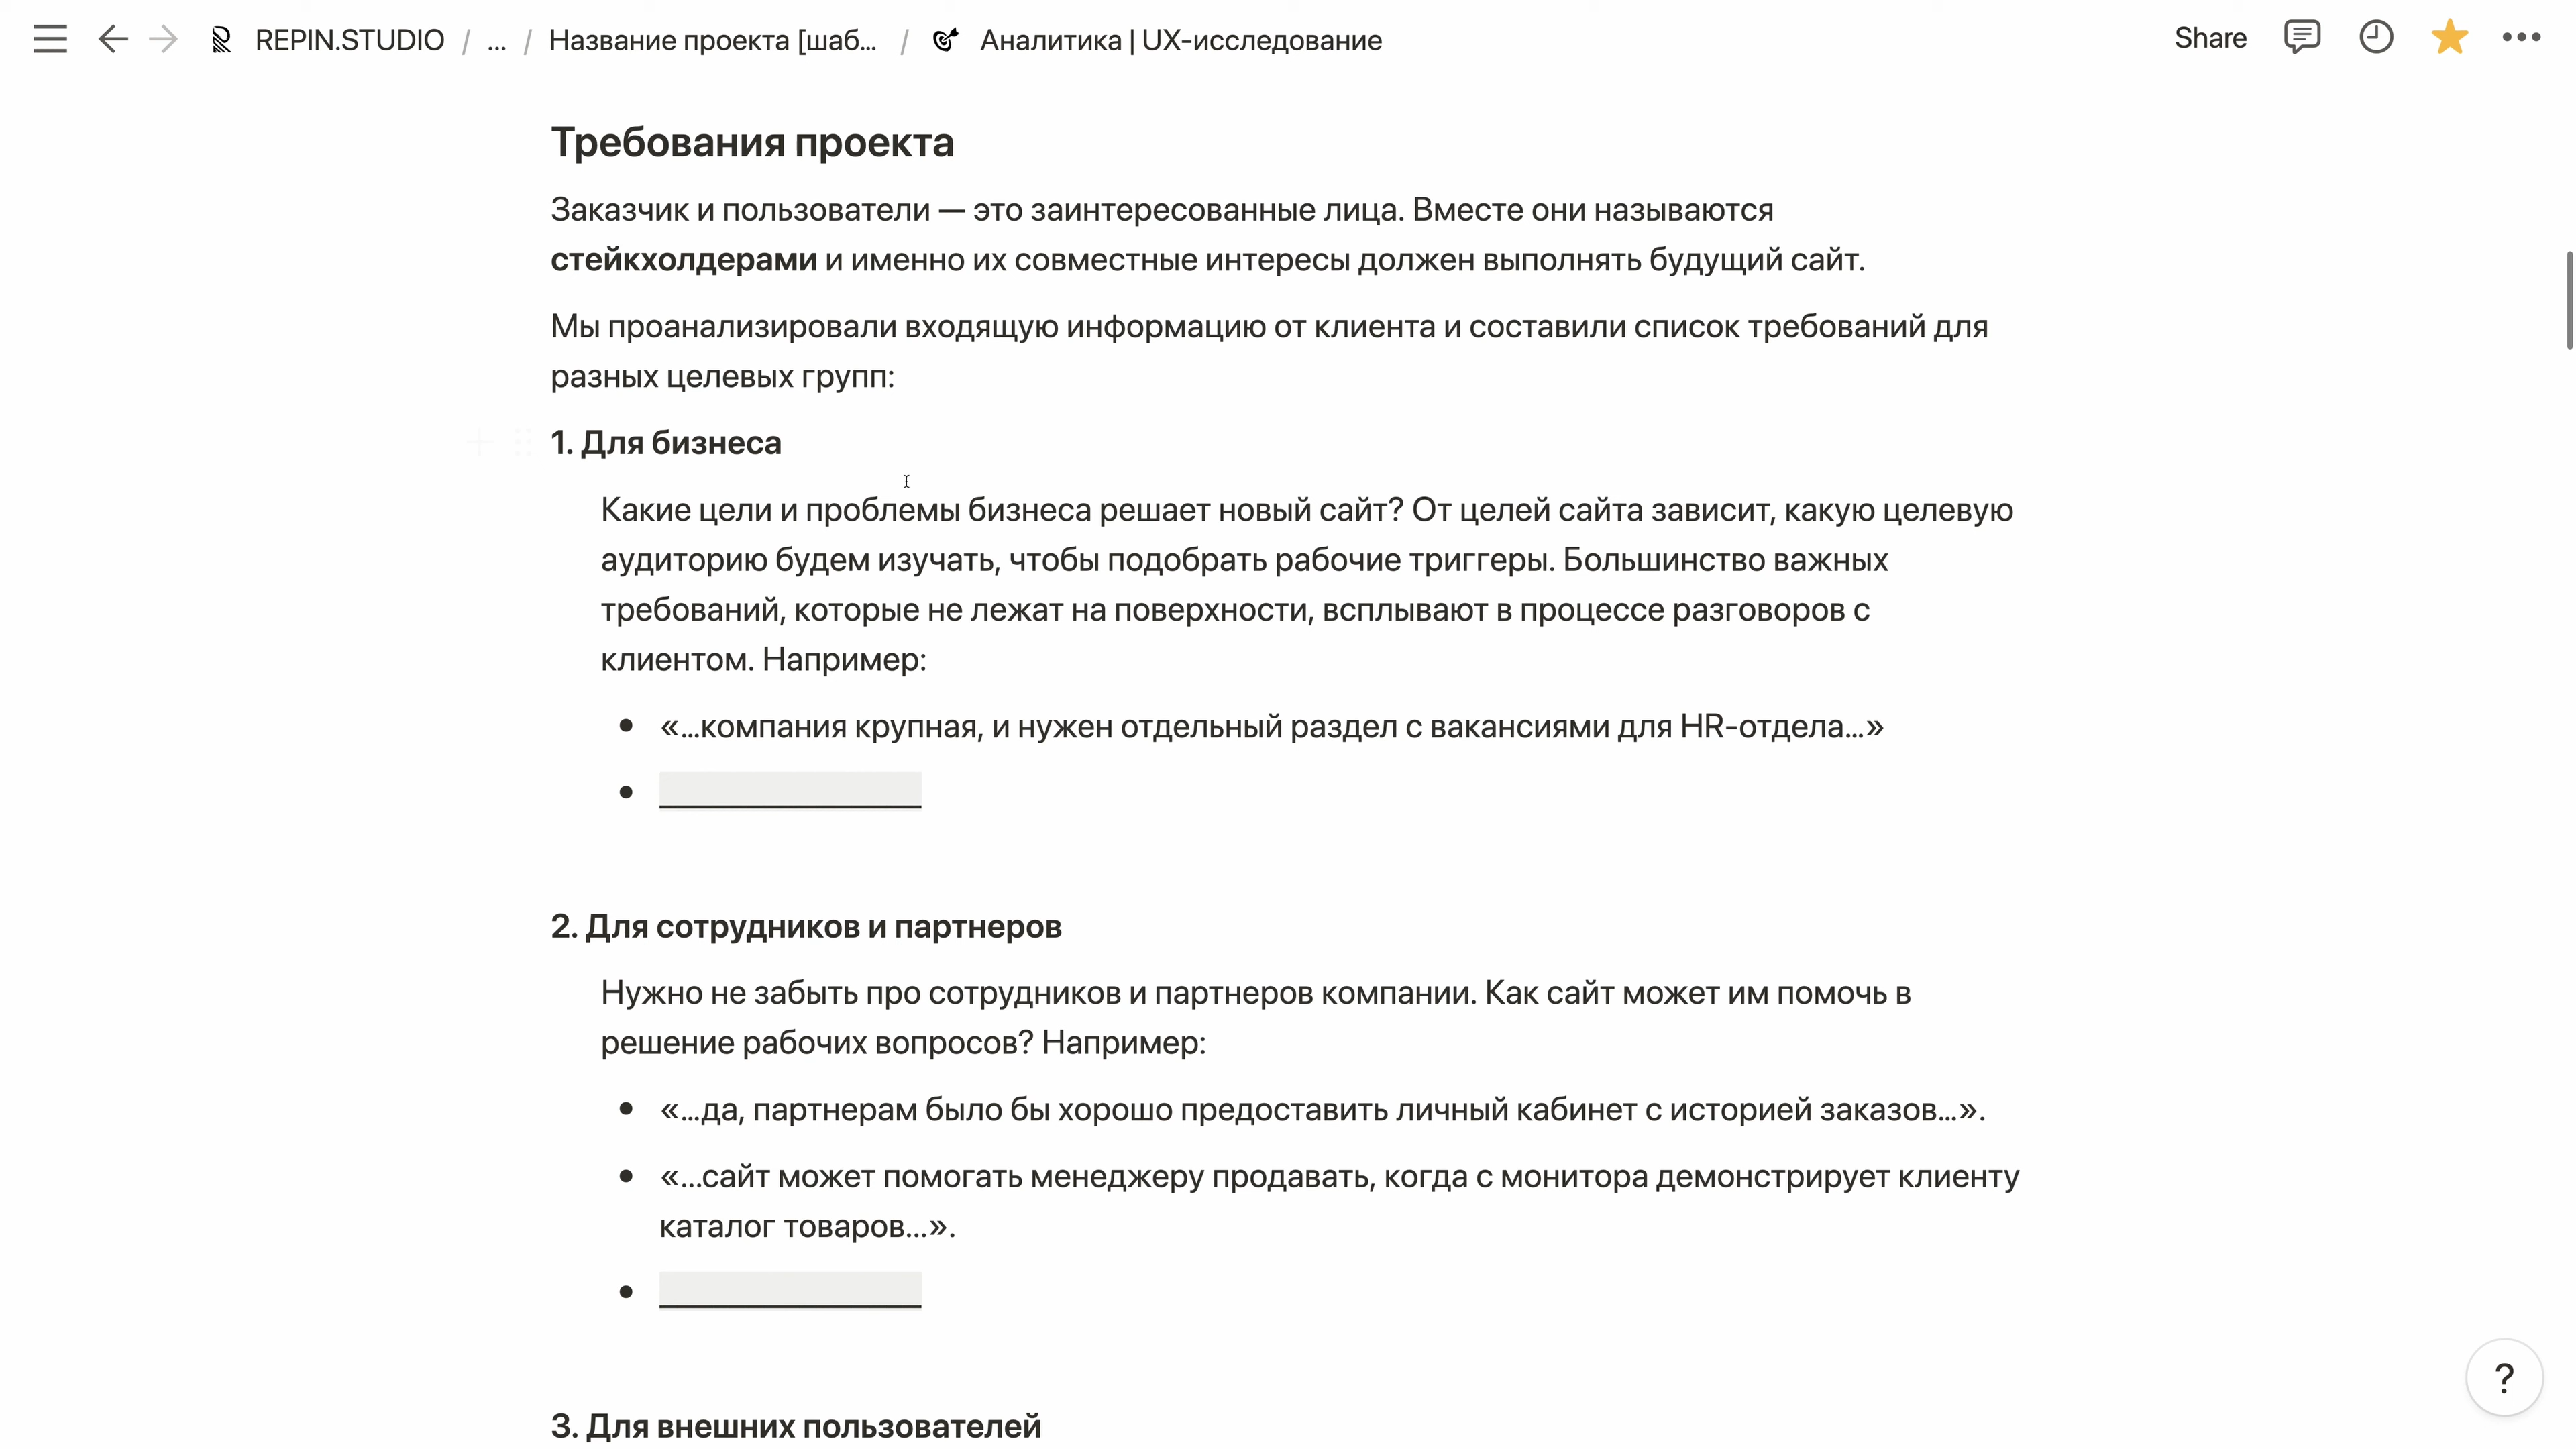 REPIN.STUDIO / ... / Название проекта [шаб... / Аналитика | UX-исследование
Share
Требования проекта
Заказчик и пользователи — это заинтересованные лица. Вместе они называются
стейкхолдерами и именно их совместные интересы должен выполнять будущий сайт.
Мы проанализировали входящую информацию от клиента и составили список требований для
разных целевых групп:
1. Для бизнеса
Какие цели и проблемы бизнеса решает новый сайт? От целей сайта зависит, какую целевую
аудиторию будем изучать, чтобы подобрать рабочие триггеры. Большинство важных
требований, которые не лежат на поверхности, всплывают в процессе разговоров с
клиентом. Например:
• «...компания крупная, и нужен отдельный раздел с вакансиями для HR-отдела...»
•
2. Для сотрудников и партнеров
Нужно не забыть про сотрудников и партнеров компании. Как сайт может им помочь в
решение рабочих вопросов? Например:
• «...да, партнерам было бы хорошо предоставить личный кабинет с историей заказов...».
• «...сайт может помогать менеджеру продавать, когда с монитора демонстрирует клиенту
каталог товаров...».
•
3. Для внешних пользователей
?